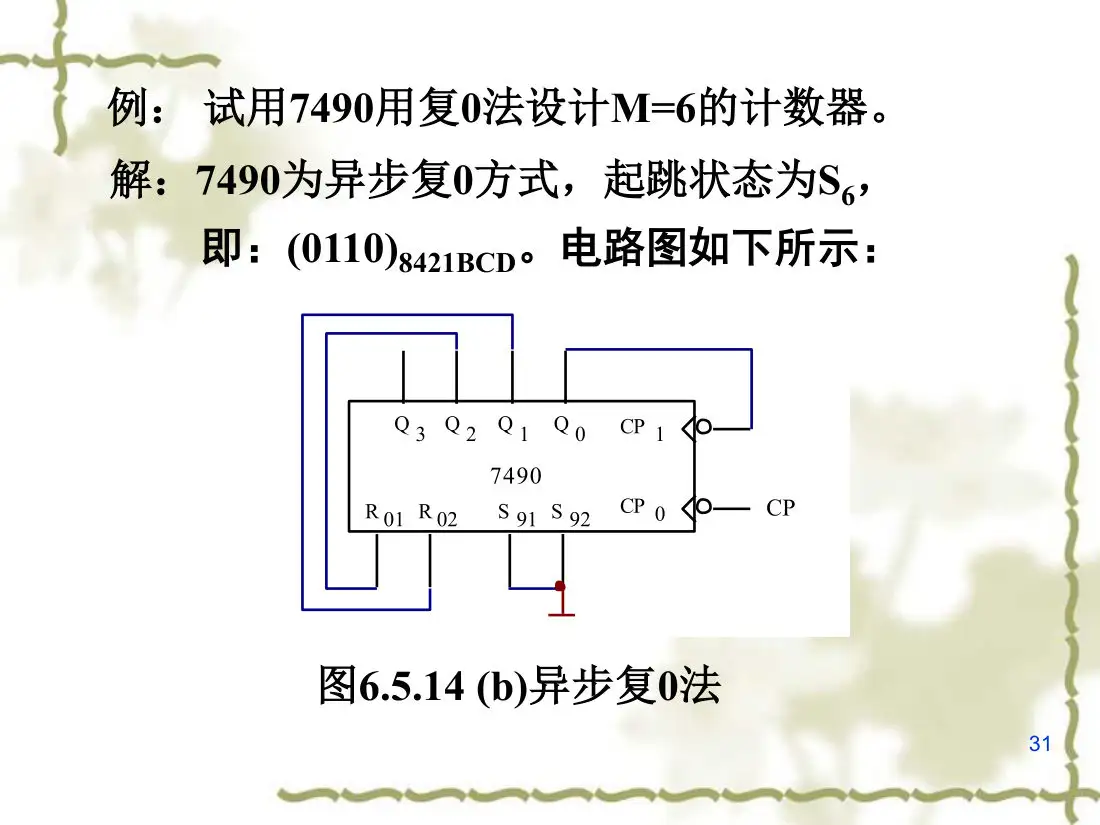 例： 试用7490用复0法设计M=6的计数器。
解：7490为异步复0方式，起跳状态为S6，
即：(0110)8421BCD。电路图如下所示：
Q3 Q2 Q1 Q0 CP1
7490
R01 R02 S91 S92 CP0 CP
图6.5.14 (b)异步复0法
31